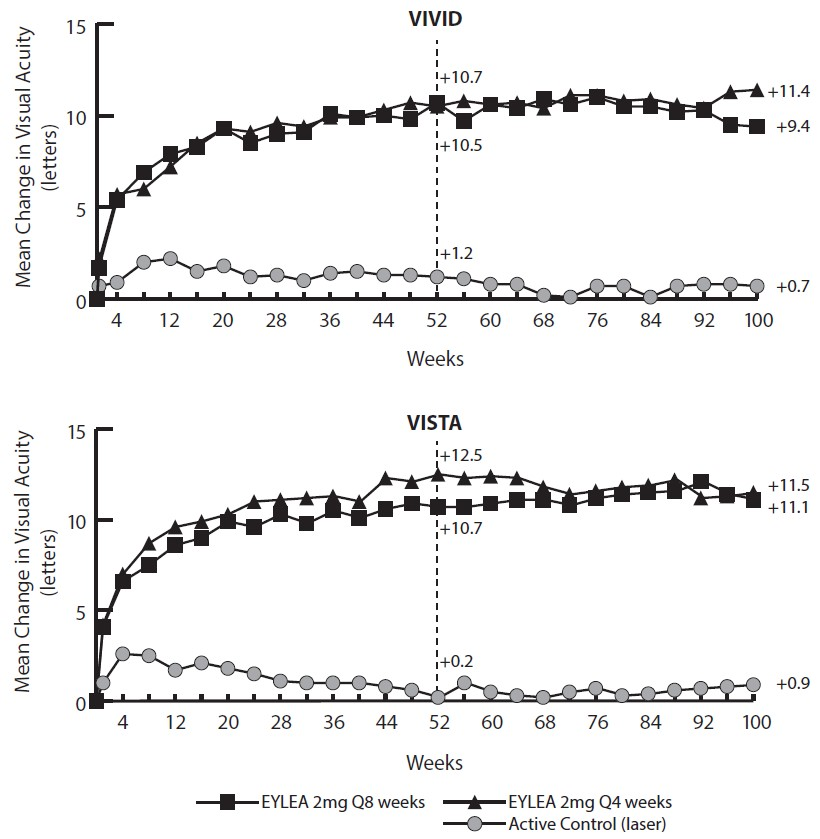 VIVID
Mean Change in Visual Acuity
(letters)
15
10
5
0
+10.7
+10.5
+1.2
+11.4
+9.4
+0.7
4 12 20 28 36 44 52 60 68 76 84 92 100
Weeks
VISTA
Mean Change in Visual Acuity
(letters)
15
10
5
0
+12.5
+10.7
+0.2
+11.5
+11.1
+0.9
4 12 20 28 36 44 52 60 68 76 84 92 100
Weeks
EYLEA 2mg Q8 weeks EYLEA 2mg Q4 weeks
Active Control (laser)